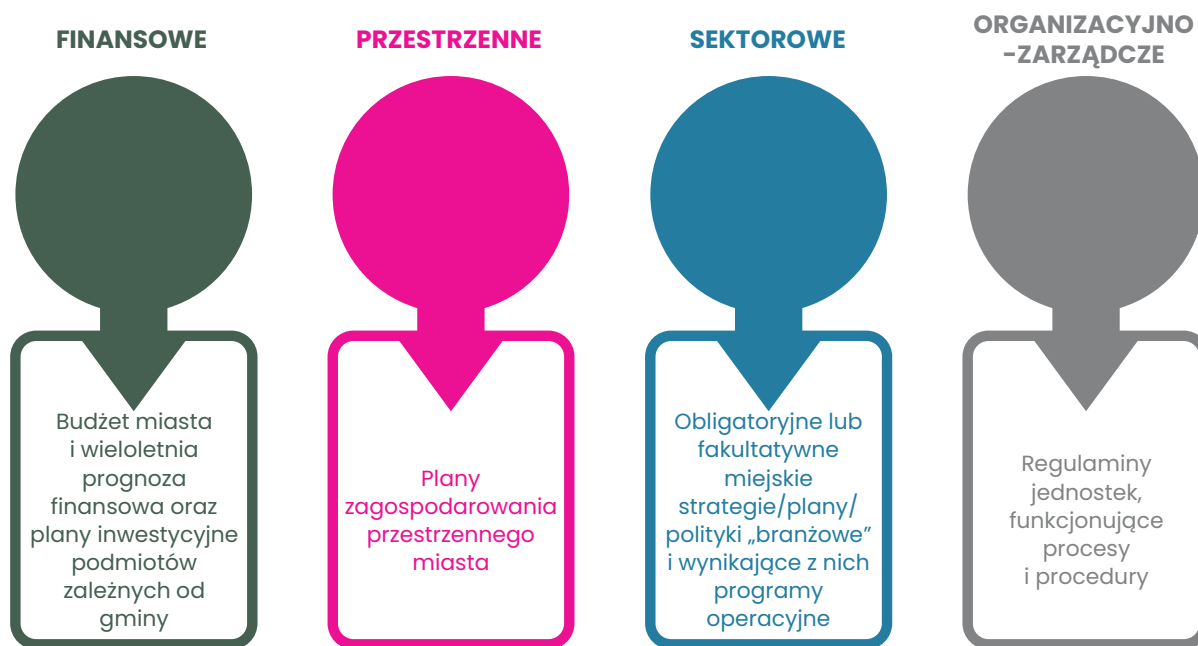 FINANSOWE
Budżet miasta
i wieloletnia
prognoza
finansowa oraz
plany inwestycyjne
podmiotów
zależnych od
gminy
PRZESTRZENNE
Plany
zagospodarowania
przestrzennego
miasta
SEKTOROWE
Obligatoryjne lub
fakultatywne
miejskie
strategie/plany/
polityki „branżowe”
i wynikające z nich
programy
operacyjne
ORGANIZACYJNO
-ZARZĄDCZE
Regulaminy
jednostek,
funkcjonujące
procesy
i procedury